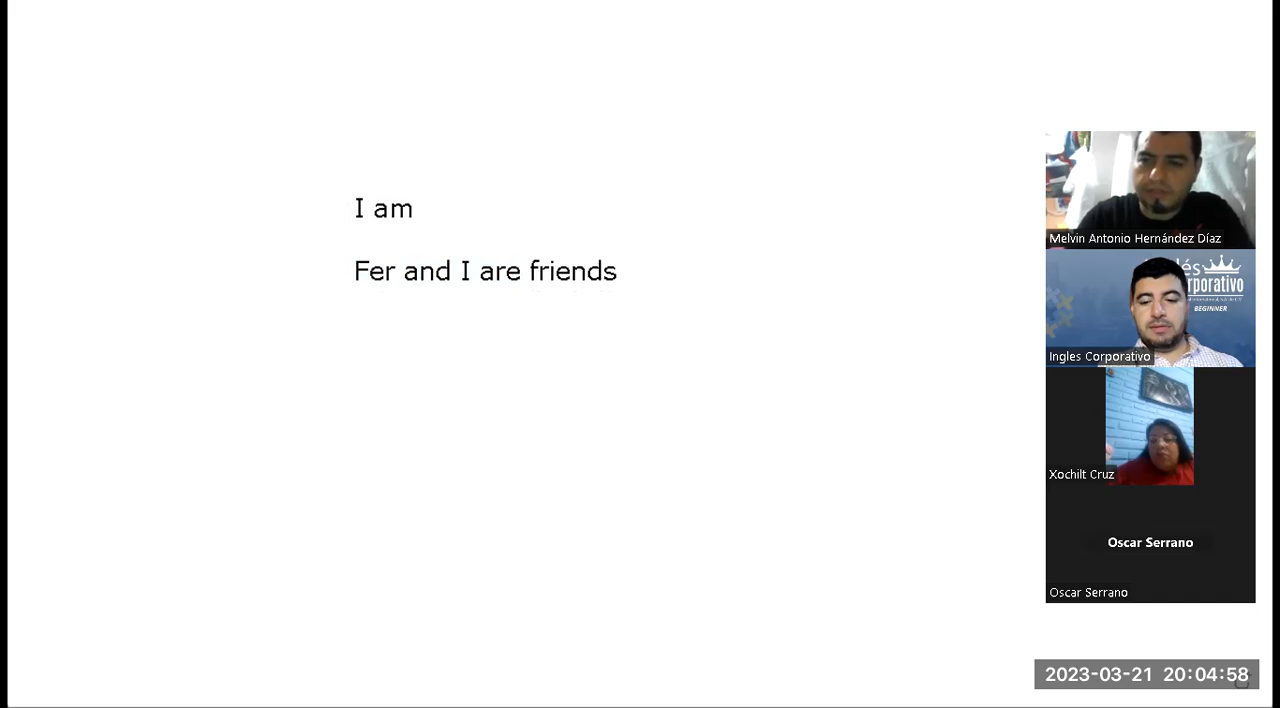 I am
Fer and I are friends
Melvin Antonio Hernández Díaz
BEGINNER
Ingles Corporativo
Xochilt Cruz
Oscar Serrano
Oscar Serrano
2023-03-21 20:04:58